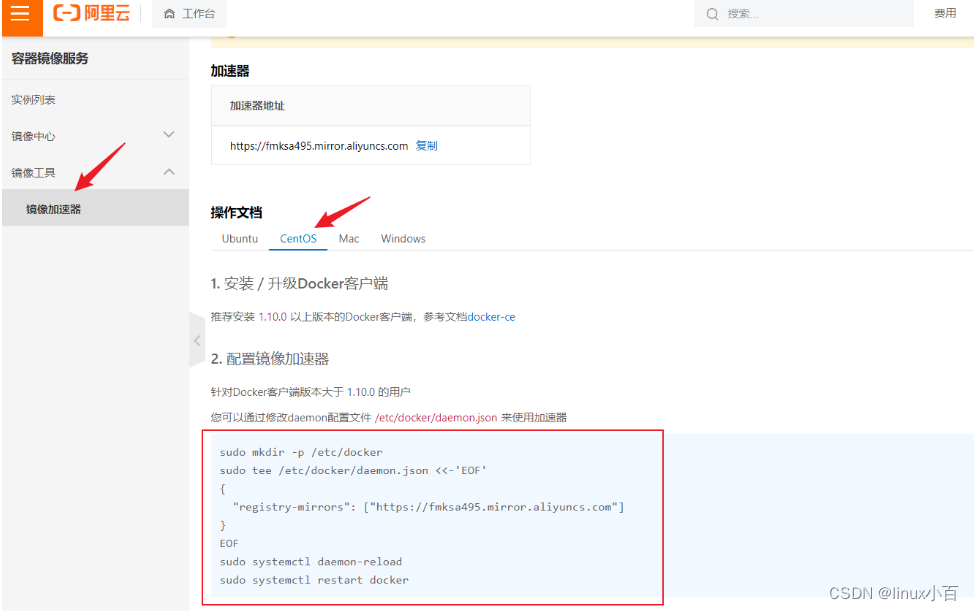 阿里云
工作台
搜索...
费用
容器镜像服务
实例列表
镜像中心
镜像工具
镜像加速器
加速器
加速器地址
https://fmksa495.mirror.aliyuncs.com 复制
操作文档
Ubuntu CentOS Mac Windows
1. 安装 / 升级Docker客户端
推荐安装 1.10.0 以上版本的Docker客户端，参考文档docker-ce
2. 配置镜像加速器
针对Docker客户端版本大于 1.10.0 的用户
您可以通过修改daemon配置文件 /etc/docker/daemon.json 来使用加速器
sudo mkdir -p /etc/docker
sudo tee /etc/docker/daemon.json <<-'EOF'
{
  "registry-mirrors": ["https://fmksa495.mirror.aliyuncs.com"]
}
EOF
sudo systemctl daemon-reload
sudo systemctl restart docker
CSDN @linux小百